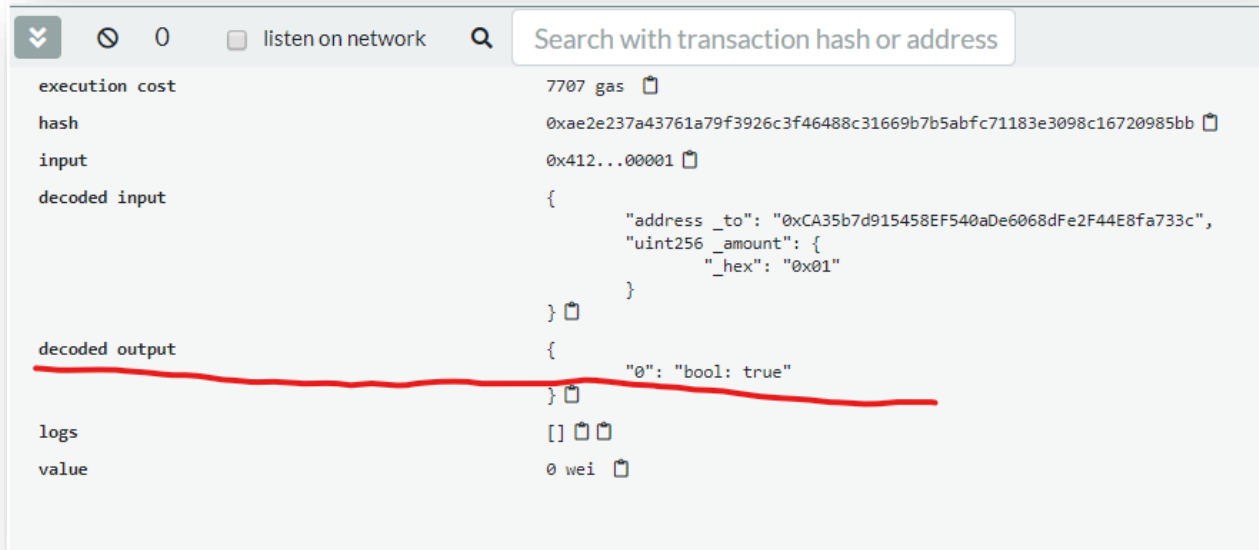 0 listen on network Search with transaction hash or address
execution cost 7707 gas
hash 0xae2e237a43761a79f3926c3f46488c31669b7b5abfc71183e3098c16720985bb
input 0x412...00001
decoded input {
"address _to": "0xCA35b7d915458EF540aDe6068dFe2F44E8fa733c",
"uint256 _amount": {
"_hex": "0x01"
}
}
decoded output {
"0": "bool: true"
}
logs []
value 0 wei